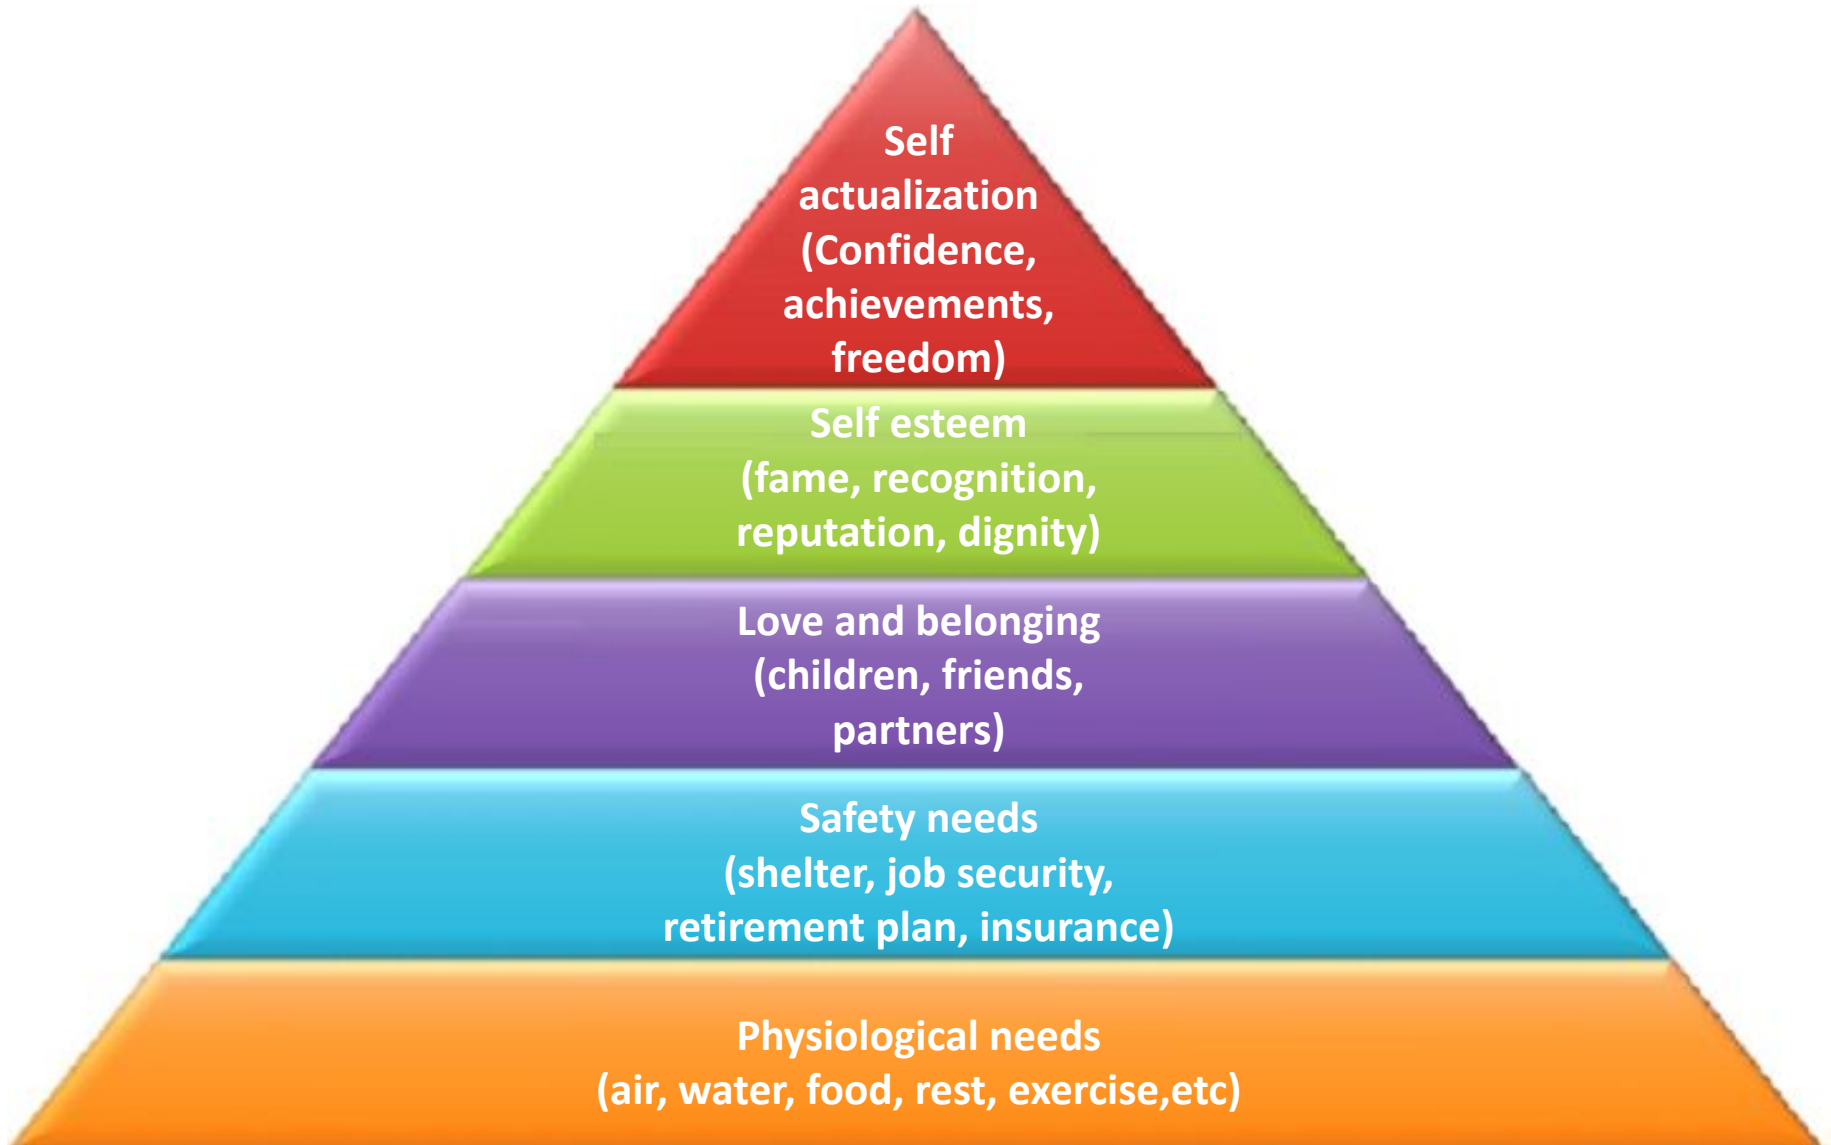 Self
actualization
(Confidence,
achievements,
freedom)
Self esteem
(fame, recognition,
reputation, dignity)
Love and belonging
(children, friends,
partners)
Safety needs
(shelter, job security,
retirement plan, insurance)
Physiological needs
(air, water, food, rest, exercise,etc)